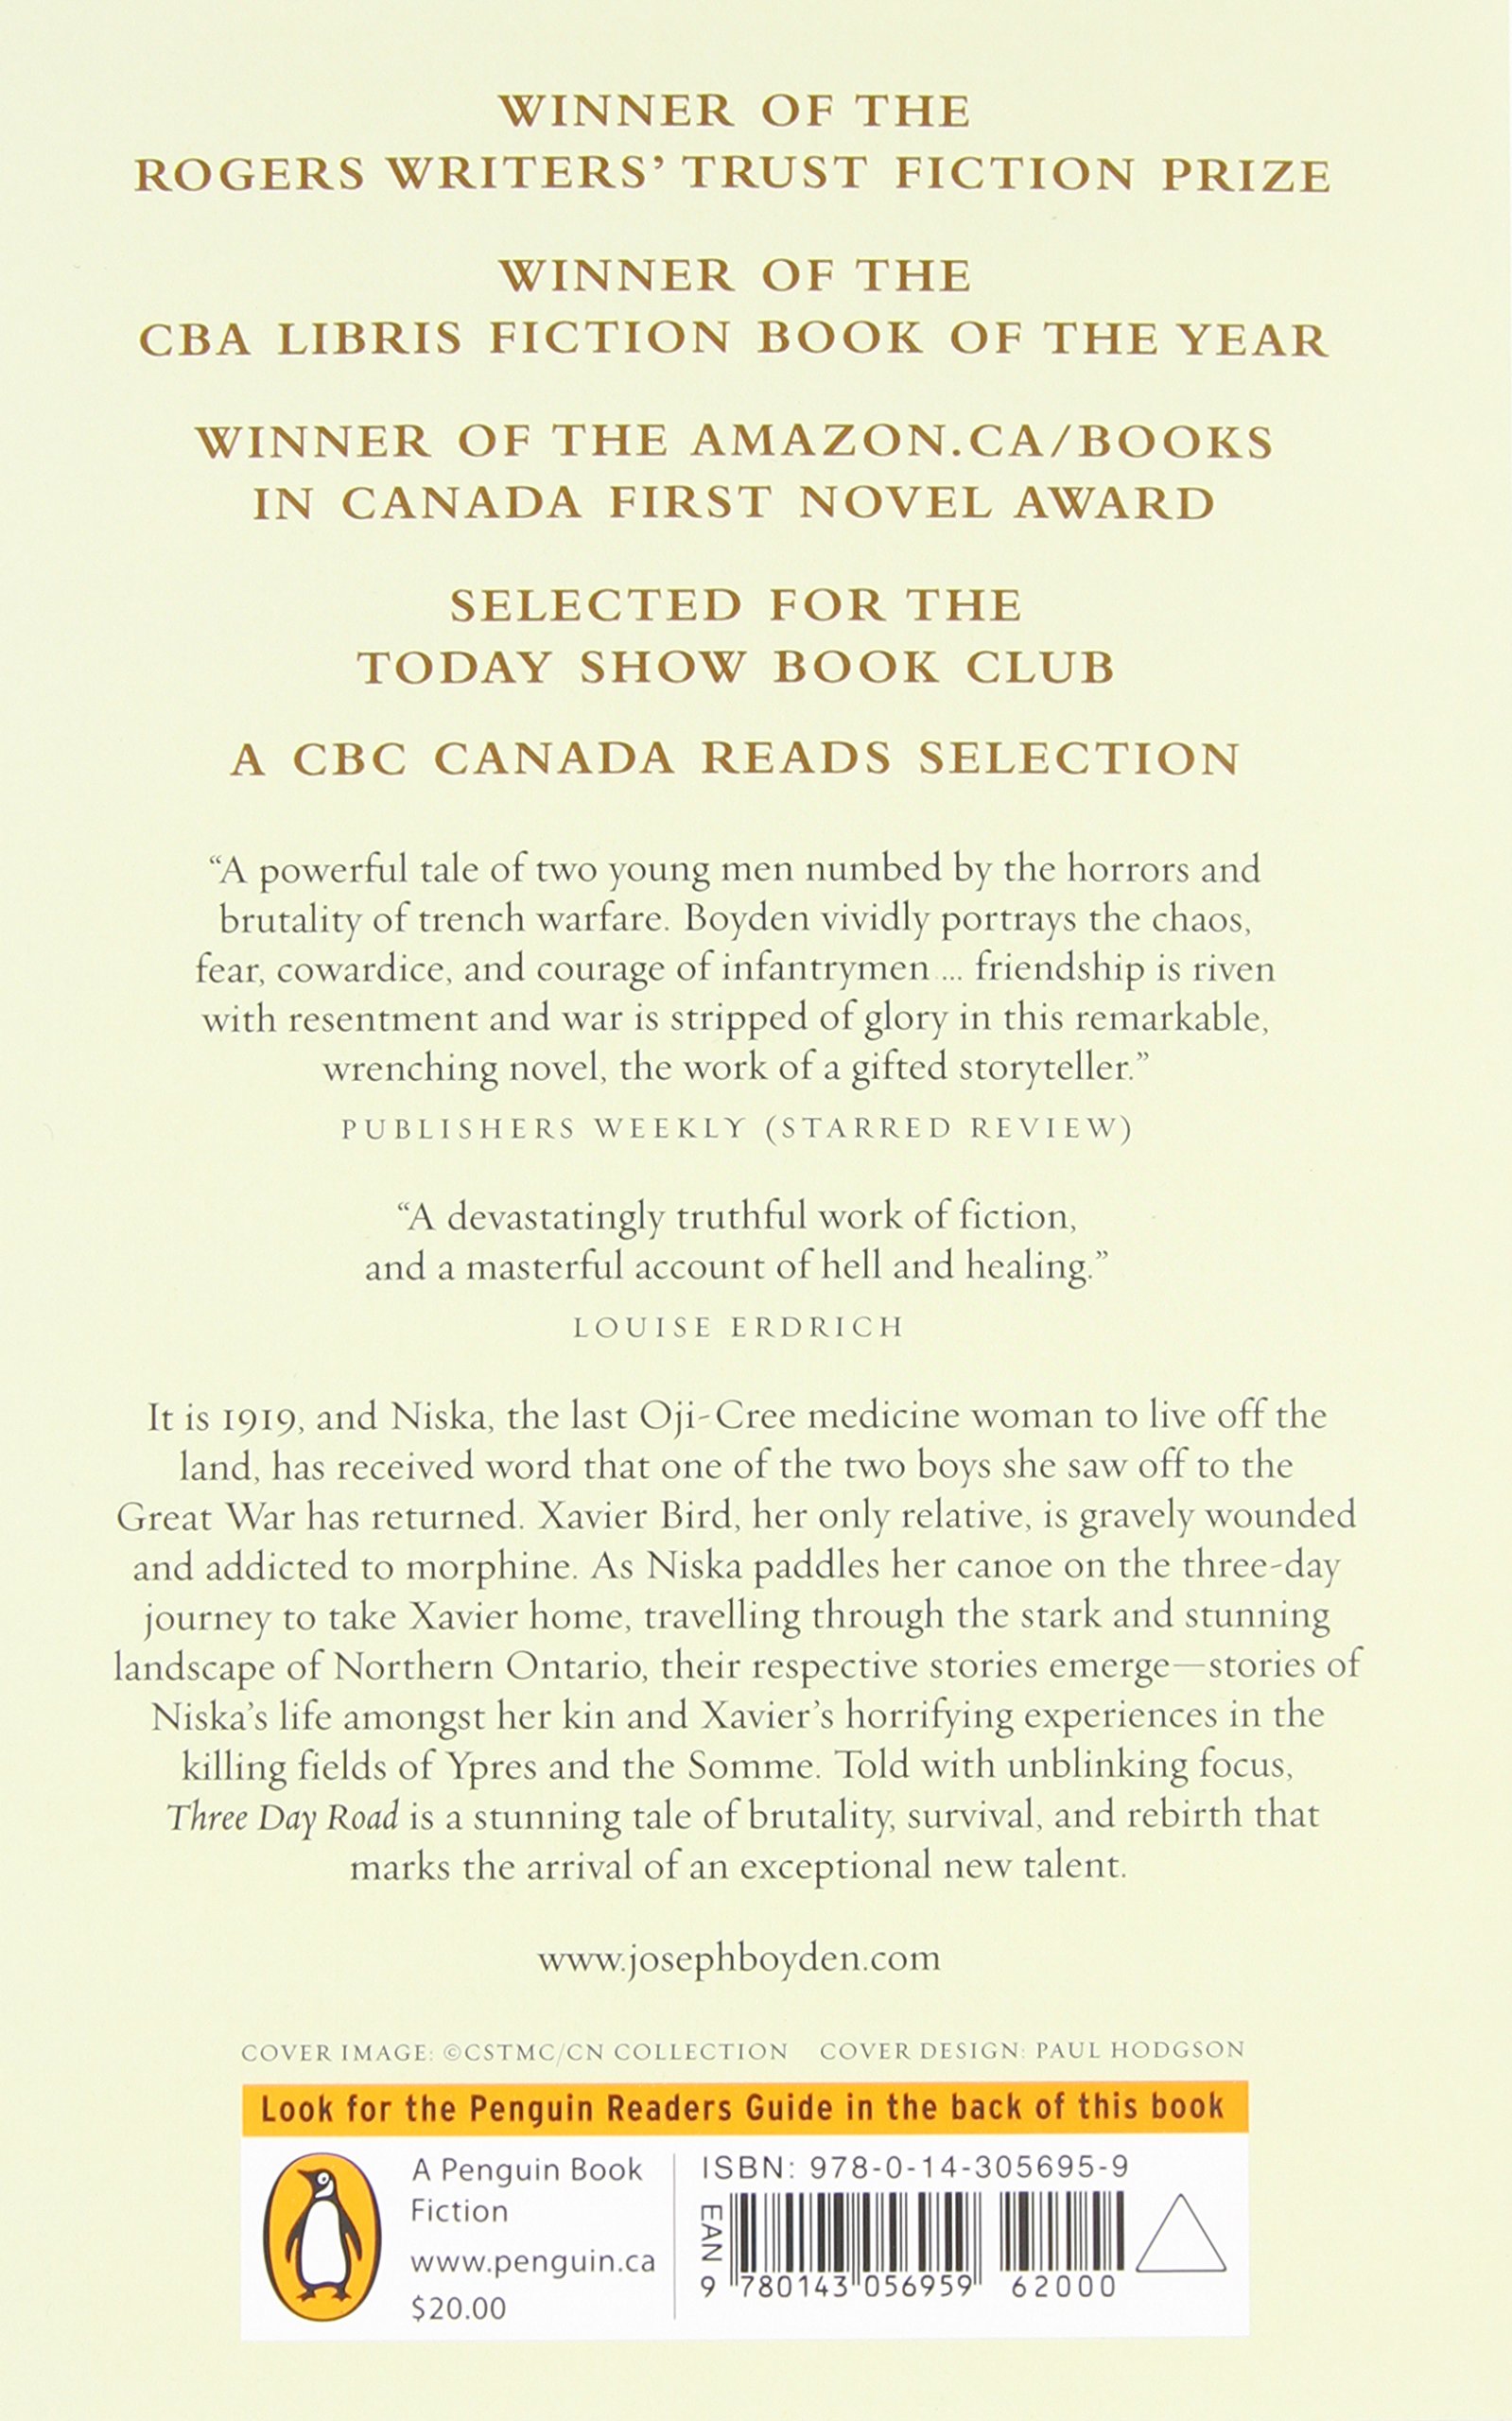 WINNER OF THE
ROGERS WRITERS' TRUST FICTION PRIZE
WINNER OF THE
CBA LIBRIS FICTION BOOK OF THE YEAR
WINNER OF THE AMAZON.CA/BOOKS
IN CANADA FIRST NOVEL AWARD
SELECTED FOR THE
TODAY SHOW BOOK CLUB
A CBC CANADA READS SELECTION
“A powerful tale of two young men numbed by the horrors and
brutality of trench warfare. Boyden vividly portrays the chaos,
fear, cowardice, and courage of infantrymen ... friendship is riven
with resentment and war is stripped of glory in this remarkable,
wrenching novel, the work of a gifted storyteller.”
PUBLISHERS WEEKLY (STARRED REVIEW)
“A devastatingly truthful work of fiction,
and a masterful account of hell and healing.”
LOUISE ERDRICH
It is 1919, and Niska, the last Oji-Cree medicine woman to live off the
land, has received word that one of the two boys she saw off to the
Great War has returned. Xavier Bird, her only relative, is gravely wounded
and addicted to morphine. As Niska paddles her canoe on the three-day
journey to take Xavier home, travelling through the stark and stunning
landscape of Northern Ontario, their respective stories emerge—stories of
Niska's life amongst her kin and Xavier's horrifying experiences in the
killing fields of Ypres and the Somme. Told with unblinking focus,
Three Day Road is a stunning tale of brutality, survival, and rebirth that
marks the arrival of an exceptional new talent.
www.josephboyden.com
COVER IMAGE: ©CSTMC/CN COLLECTION COVER DESIGN: PAUL HODGSON
Look for the Penguin Readers Guide in the back of this book
A Penguin Book
Fiction
www.penguin.ca
$20.00
ISBN: 978-0-14-305695-9
EAN
9 780143 056959 62000